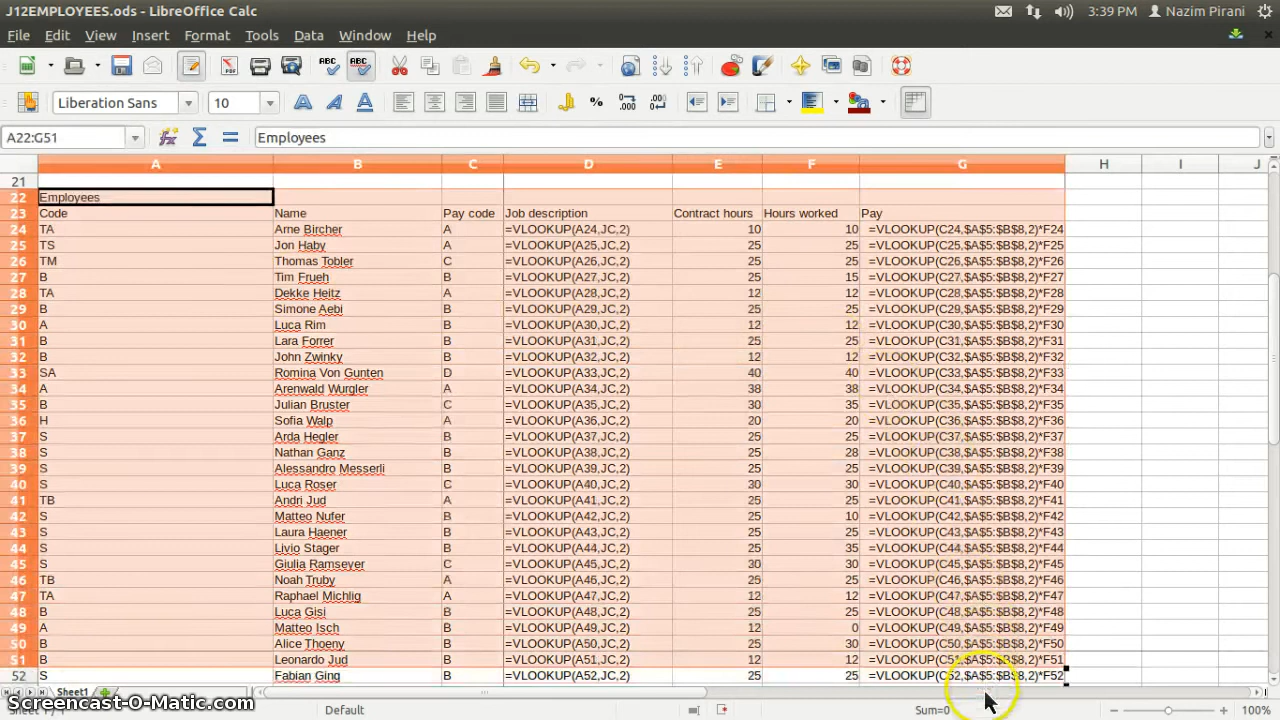 J12EMPLOYEES.ods - LibreOffice Calc 3:39 PM Nazim Pirani
File Edit View Insert Format Tools Data Window Help
Liberation Sans 10
A22:G51 Employees
A B C D E F G H I J
21
22 Employees
23 Code Name Pay code Job description Contract hours Hours worked Pay
24 TA Arne Bircher A =VLOOKUP(A24,JC,2) 10 10 =VLOOKUP(C24,$A$5:$B$8,2)*F24
25 TS Jon Haby A =VLOOKUP(A25,JC,2) 25 25 =VLOOKUP(C25,$A$5:$B$8,2)*F25
26 TM Thomas Tobler C =VLOOKUP(A26,JC,2) 25 25 =VLOOKUP(C26,$A$5:$B$8,2)*F26
27 B Tim Frueh B =VLOOKUP(A27,JC,2) 25 15 =VLOOKUP(C27,$A$5:$B$8,2)*F27
28 TA Dekke Heitz A =VLOOKUP(A28,JC,2) 12 12 =VLOOKUP(C28,$A$5:$B$8,2)*F28
29 B Simone Aebi B =VLOOKUP(A29,JC,2) 25 25 =VLOOKUP(C29,$A$5:$B$8,2)*F29
30 A Luca Rim B =VLOOKUP(A30,JC,2) 12 12 =VLOOKUP(C30,$A$5:$B$8,2)*F30
31 B Lara Forrer B =VLOOKUP(A31,JC,2) 25 25 =VLOOKUP(C31,$A$5:$B$8,2)*F31
32 B John Zwinky B =VLOOKUP(A32,JC,2) 12 12 =VLOOKUP(C32,$A$5:$B$8,2)*F32
33 SA Romina Von Gunten D =VLOOKUP(A33,JC,2) 40 40 =VLOOKUP(C33,$A$5:$B$8,2)*F33
34 A Arenwald Wurgler A =VLOOKUP(A34,JC,2) 38 38 =VLOOKUP(C34,$A$5:$B$8,2)*F34
35 B Julian Bruster C =VLOOKUP(A35,JC,2) 30 35 =VLOOKUP(C35,$A$5:$B$8,2)*F35
36 H Sofia Walp A =VLOOKUP(A36,JC,2) 20 20 =VLOOKUP(C36,$A$5:$B$8,2)*F36
37 S Arda Hegler B =VLOOKUP(A37,JC,2) 25 25 =VLOOKUP(C37,$A$5:$B$8,2)*F37
38 S Nathan Ganz B =VLOOKUP(A38,JC,2) 25 28 =VLOOKUP(C38,$A$5:$B$8,2)*F38
39 S Alessandro Messerli B =VLOOKUP(A39,JC,2) 25 25 =VLOOKUP(C39,$A$5:$B$8,2)*F39
40 S Luca Roser C =VLOOKUP(A40,JC,2) 30 30 =VLOOKUP(C40,$A$5:$B$8,2)*F40
41 TB Andri Jud A =VLOOKUP(A41,JC,2) 25 25 =VLOOKUP(C41,$A$5:$B$8,2)*F41
42 S Matteo Nufer B =VLOOKUP(A42,JC,2) 25 10 =VLOOKUP(C42,$A$5:$B$8,2)*F42
43 S Laura Haener B =VLOOKUP(A43,JC,2) 25 25 =VLOOKUP(C43,$A$5:$B$8,2)*F43
44 S Livio Stager B =VLOOKUP(A44,JC,2) 25 35 =VLOOKUP(C44,$A$5:$B$8,2)*F44
45 S Giulia Ramseyer C =VLOOKUP(A45,JC,2) 30 30 =VLOOKUP(C45,$A$5:$B$8,2)*F45
46 TB Noah Truby A =VLOOKUP(A46,JC,2) 25 25 =VLOOKUP(C46,$A$5:$B$8,2)*F46
47 TA Raphael Michlig A =VLOOKUP(A47,JC,2) 12 12 =VLOOKUP(C47,$A$5:$B$8,2)*F47
48 B Luca Gisi B =VLOOKUP(A48,JC,2) 25 25 =VLOOKUP(C48,$A$5:$B$8,2)*F48
49 A Matteo Isch B =VLOOKUP(A49,JC,2) 12 0 =VLOOKUP(C49,$A$5:$B$8,2)*F49
50 B Alice Thoeny B =VLOOKUP(A50,JC,2) 25 30 =VLOOKUP(C50,$A$5:$B$8,2)*F50
51 B Leonardo Jud B =VLOOKUP(A51,JC,2) 12 12 =VLOOKUP(C51,$A$5:$B$8,2)*F51
52 S Fabian Ging B =VLOOKUP(A52,JC,2) 25 25 =VLOOKUP(C52,$A$5:$B$8,2)*F52
Sheet1
Screencast-O-Matic.com Default Sum=0 100%